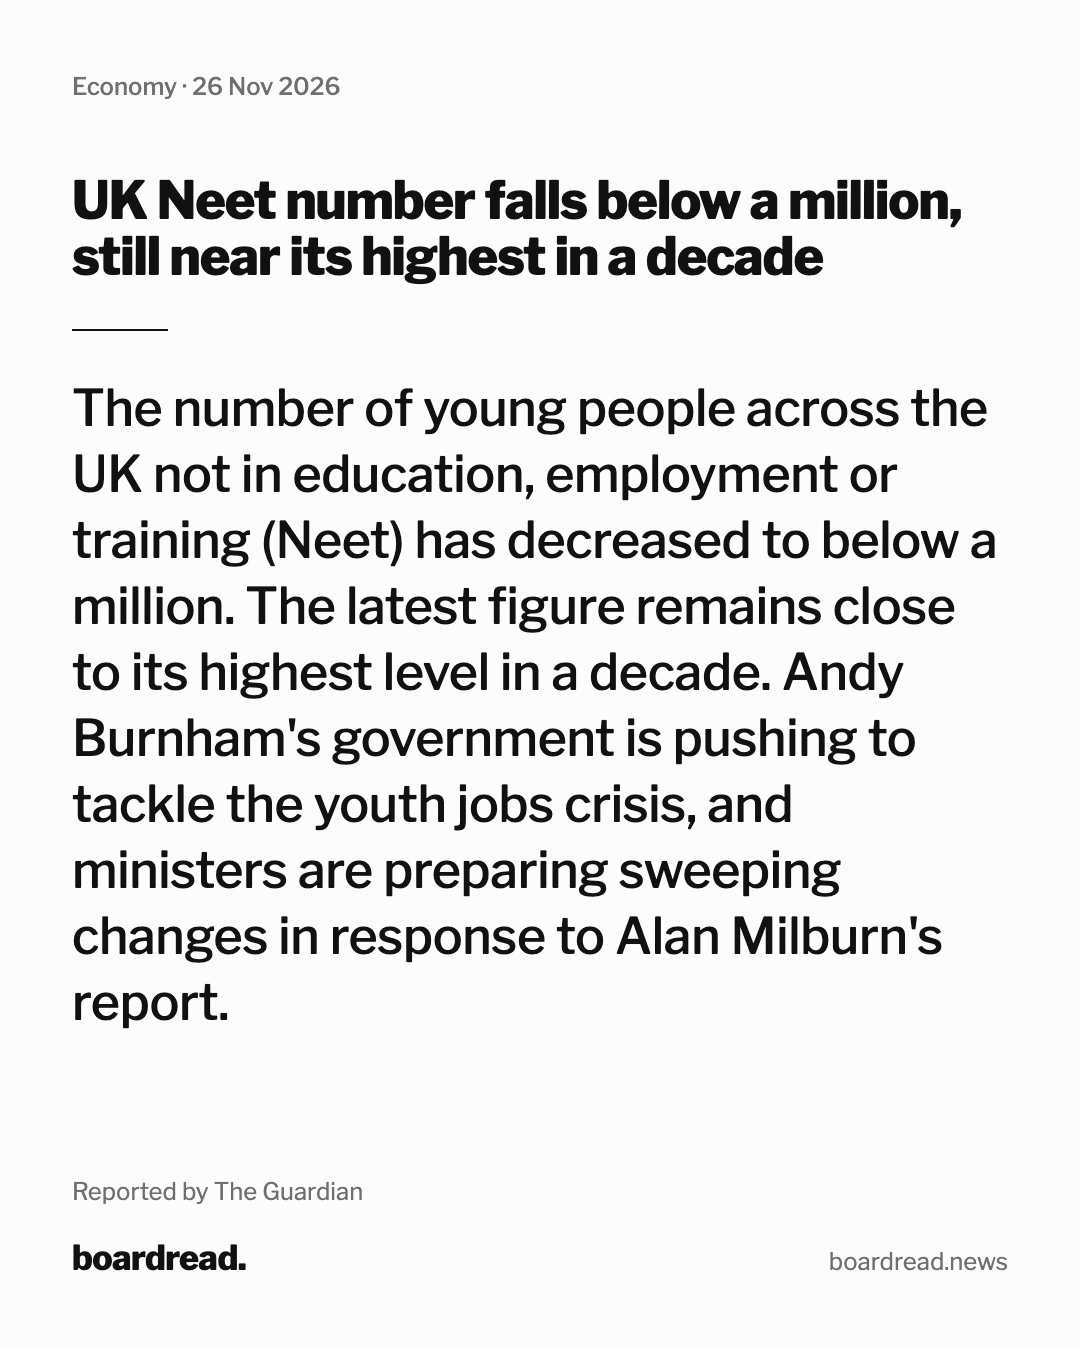 Economy · 26 Nov 2026
UK Neet number falls below a million,
still near its highest in a decade
The number of young people across the
UK not in education, employment or
training (Neet) has decreased to below a
million. The latest figure remains close
to its highest level in a decade. Andy
Burnham's government is pushing to
tackle the youth jobs crisis, and
ministers are preparing sweeping
changes in response to Alan Milburn's
report.
Reported by The Guardian
boardread.
boardread.news